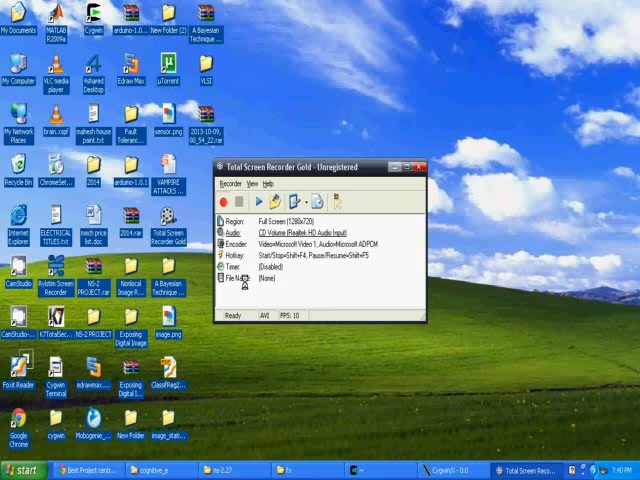 My Documents
MATLAB R2009a
Cygwin
arduino-1.0...
New Folder (2)
A Bayesian Technique ...
My Computer
VLC media player
4shared Desktop
Edraw Max
µTorrent
VLSI
My Network Places
brain.xspf
mahesh house paint.txt
Fault Toleranc...
sensor.png
2013-10-09, 00_54_22.rar
Recycle Bin
ChromeSet...
2014
arduino-1.0.1
VAMPIRE ATTACKS ...
Internet Explorer
ELECTRICAL TITLES.txt
mech price list.doc
2014.rar
Total Screen Recorder Gold
CamStudio
Rylstim Screen Recorder
NS-2 PROJECT.rar
Nonlocal Image R...
A Bayesian Technique ...
CamStudio-...
K7TotalSec...
NS-2 PROJECT
Exposing Digital Image
image.png
Foxit Reader
Cygwin Terminal
edrawmax...
Exposing Digital I...
ClassifReg2...
Google Chrome
cygwin
Mobogenie_...
New Folder
image_stati...
Total Screen Recorder Gold - Unregistered
Recorder View Help
Region: Full Screen (1280x720)
Audio: CD Volume (Realtek HD Audio Input)
Encoder: Video=Microsoft Video 1, Audio=Microsoft ADPCM
Hotkey: Start/Stop=Shift+F4, Pause/Resume=Shift+F5
Timer: (Disabled)
File (None)
Ready AVI FPS: 10
start
Best Project centr...
cognitive_e
ns-2.27
Cygwin/X - 0:0
Total Screen Reco...
7:40 PM